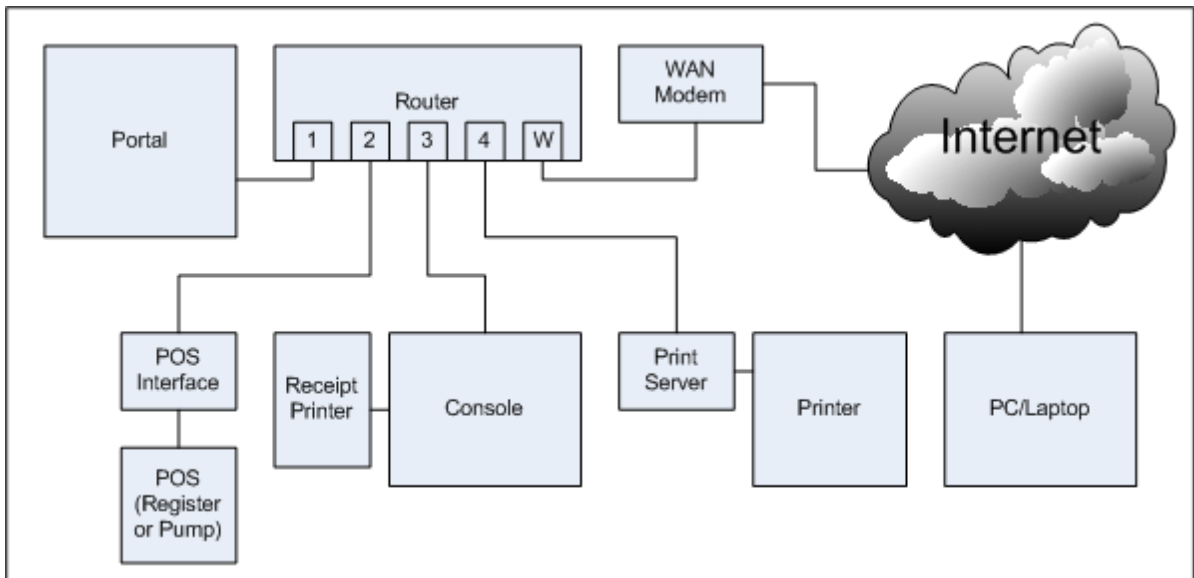 Portal
Router
1 2 3 4 W
WAN
Modem
Internet
POS
Interface
POS
(Register
or Pump)
Receipt
Printer
Console
Print
Server
Printer
PC/Laptop